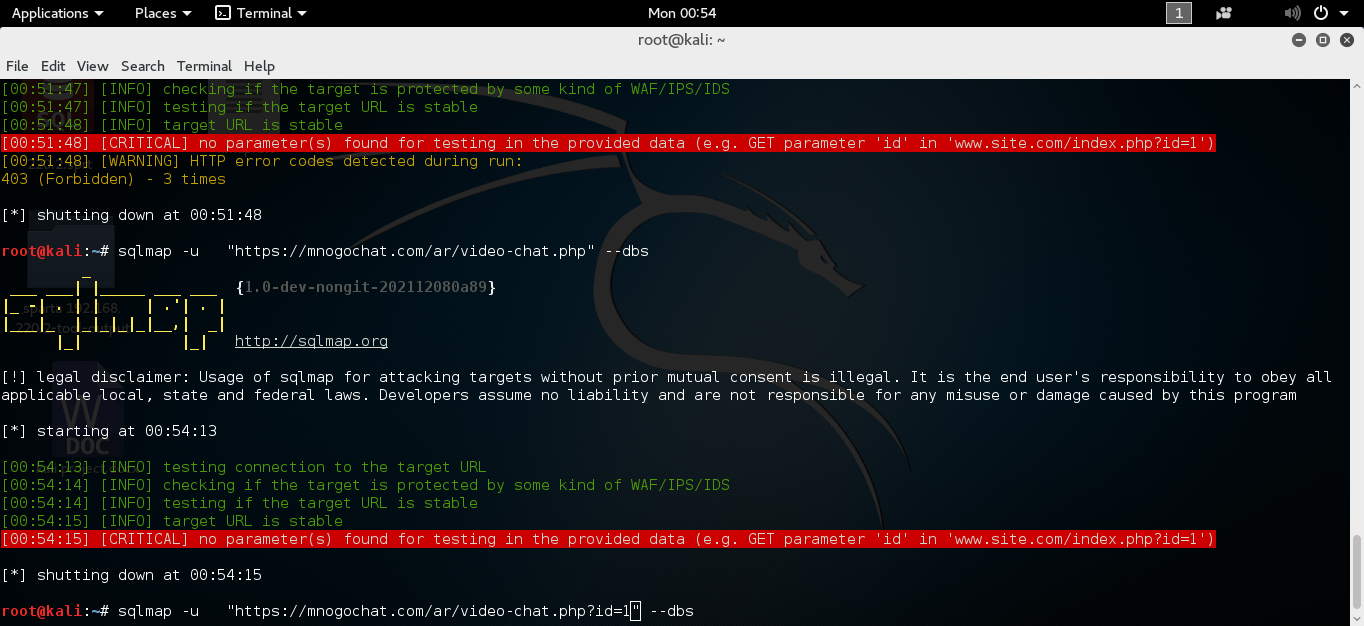 Applications Places Terminal Mon 00:54 1
root@kali: ~
File Edit View Search Terminal Help
[00:51:47] [INFO] checking if the target is protected by some kind of WAF/IPS/IDS
[00:51:47] [INFO] testing if the target URL is stable
[00:51:48] [INFO] target URL is stable
[00:51:48] [CRITICAL] no parameter(s) found for testing in the provided data (e.g. GET parameter 'id' in 'www.site.com/index.php?id=1')
[00:51:48] [WARNING] HTTP error codes detected during run:
403 (Forbidden) - 3 times
[*] shutting down at 00:51:48
root@kali:~# sqlmap -u   "https://mnogochat.com/ar/video-chat.php" --dbs
{1.0-dev-nongit-202112080a89}
http://sqlmap.org
[!] legal disclaimer: Usage of sqlmap for attacking targets without prior mutual consent is illegal. It is the end user's responsibility to obey all
applicable local, state and federal laws. Developers assume no liability and are not responsible for any misuse or damage caused by this program
[*] starting at 00:54:13
[00:54:13] [INFO] testing connection to the target URL
[00:54:14] [INFO] checking if the target is protected by some kind of WAF/IPS/IDS
[00:54:14] [INFO] testing if the target URL is stable
[00:54:15] [INFO] target URL is stable
[00:54:15] [CRITICAL] no parameter(s) found for testing in the provided data (e.g. GET parameter 'id' in 'www.site.com/index.php?id=1')
[*] shutting down at 00:54:15
root@kali:~# sqlmap -u   "https://mnogochat.com/ar/video-chat.php?id=1" --dbs